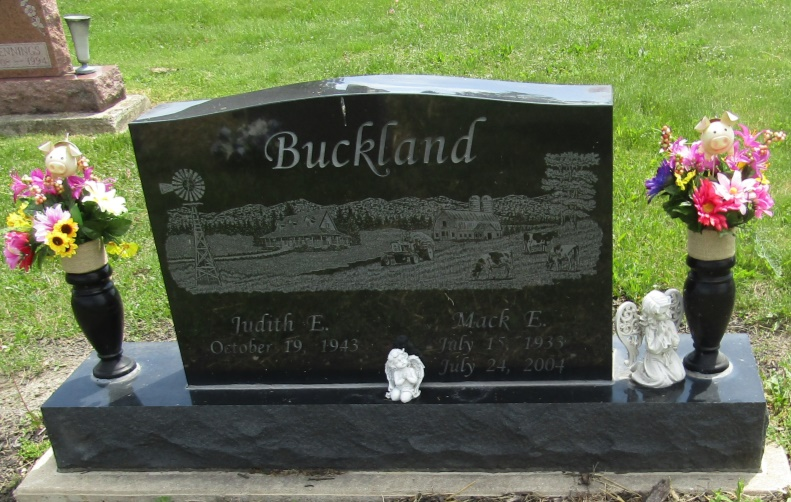 Buckland
Judith E.
October 19, 1943
Mack E.
July 15, 1933
July 24, 2004